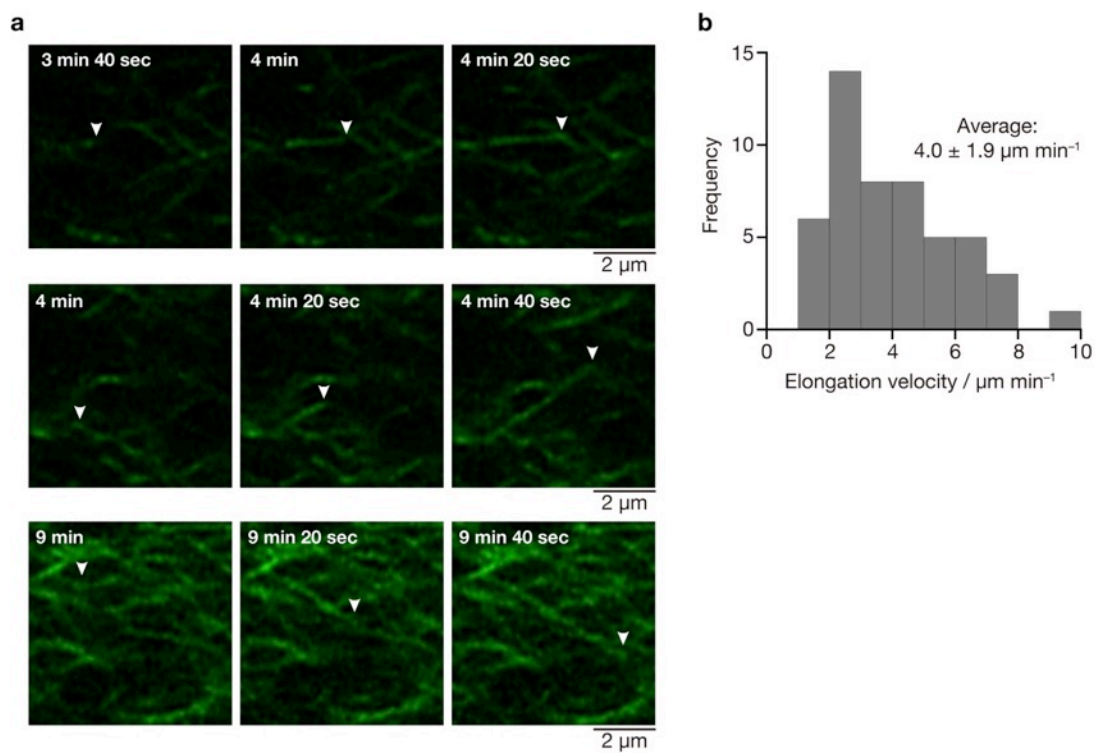 a
3 min 40 sec
4 min
4 min 20 sec
2 µm
4 min
4 min 20 sec
4 min 40 sec
2 µm
9 min
9 min 20 sec
9 min 40 sec
2 µm
b
15
10
5
0
Frequency
Average:
4.0 ± 1.9 µm min⁻¹
0 2 4 6 8 10
Elongation velocity / µm min⁻¹